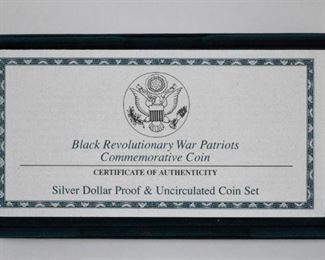 Black Revolutionary War Patriots
Commemorative Coin
CERTIFICATE OF AUTHENTICITY
Silver Dollar Proof & Uncirculated Coin Set